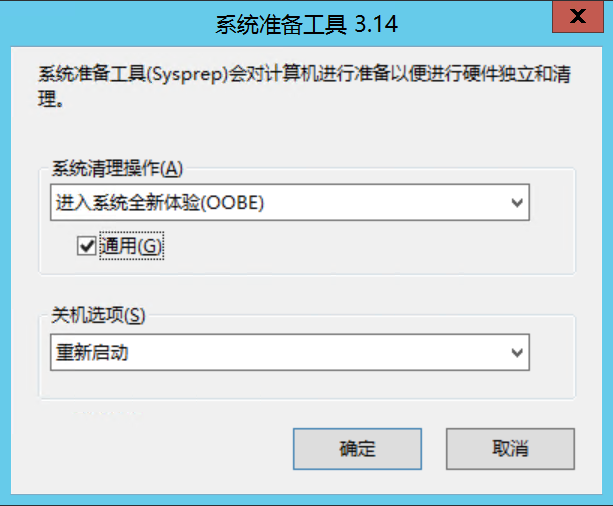 系统准备工具 3.14
系统准备工具(Sysprep)会对计算机进行准备以便进行硬件独立和清
理。
系统清理操作(A)
进入系统全新体验(OOBE)
通用(G)
关机选项(S)
重新启动
确定
取消